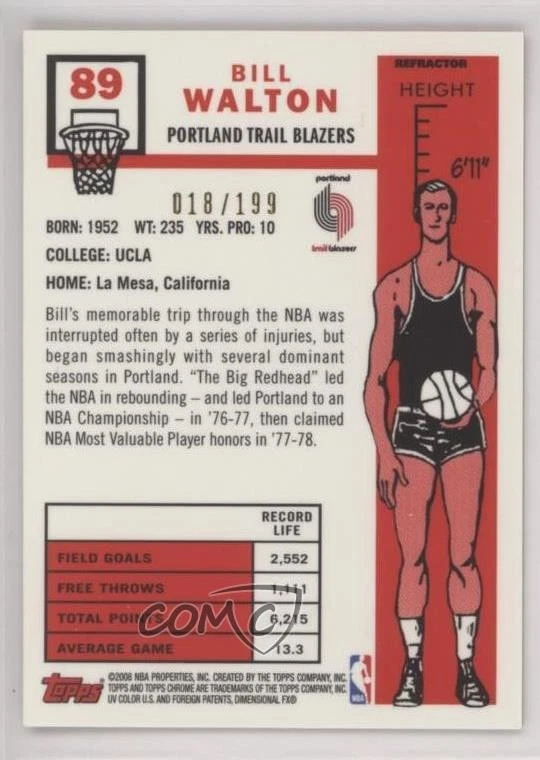 89
BILL
WALTON
PORTLAND TRAIL BLAZERS
REFRACTOR
HEIGHT
6'11"
018/199
portland
trail blazers
BORN: 1952 WT: 235 YRS. PRO: 10
COLLEGE: UCLA
HOME: La Mesa, California
Bill's memorable trip through the NBA was
interrupted often by a series of injuries, but
began smashingly with several dominant
seasons in Portland. "The Big Redhead" led
the NBA in rebounding – and led Portland to an
NBA Championship – in '76-77, then claimed
NBA Most Valuable Player honors in '77-78.
RECORD
LIFE
FIELD GOALS 2,552
FREE THROWS 1,111
TOTAL POINTS 6,215
AVERAGE GAME 13.3
COMC
Topps
©2008 NBA PROPERTIES, INC. CREATED BY THE TOPPS COMPANY, INC.
TOPPS AND TOPPS CHROME ARE TRADEMARKS OF THE TOPPS COMPANY, INC.
UV COLOR U.S. AND FOREIGN PATENTS, DIMENSIONAL FX®
NBA